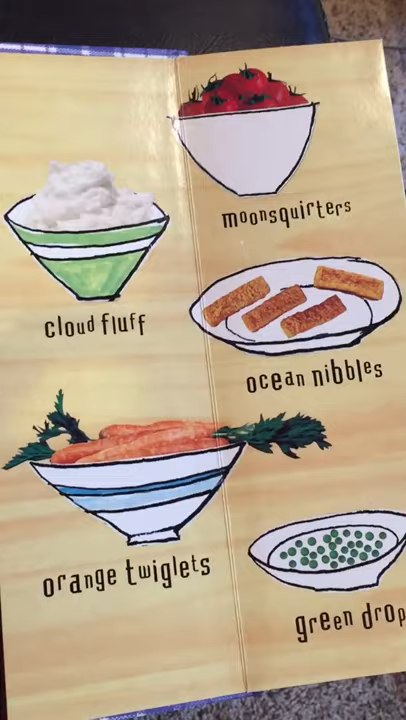 moonsquirters
cloud fluff
ocean nibbles
orange twiglets
green drop